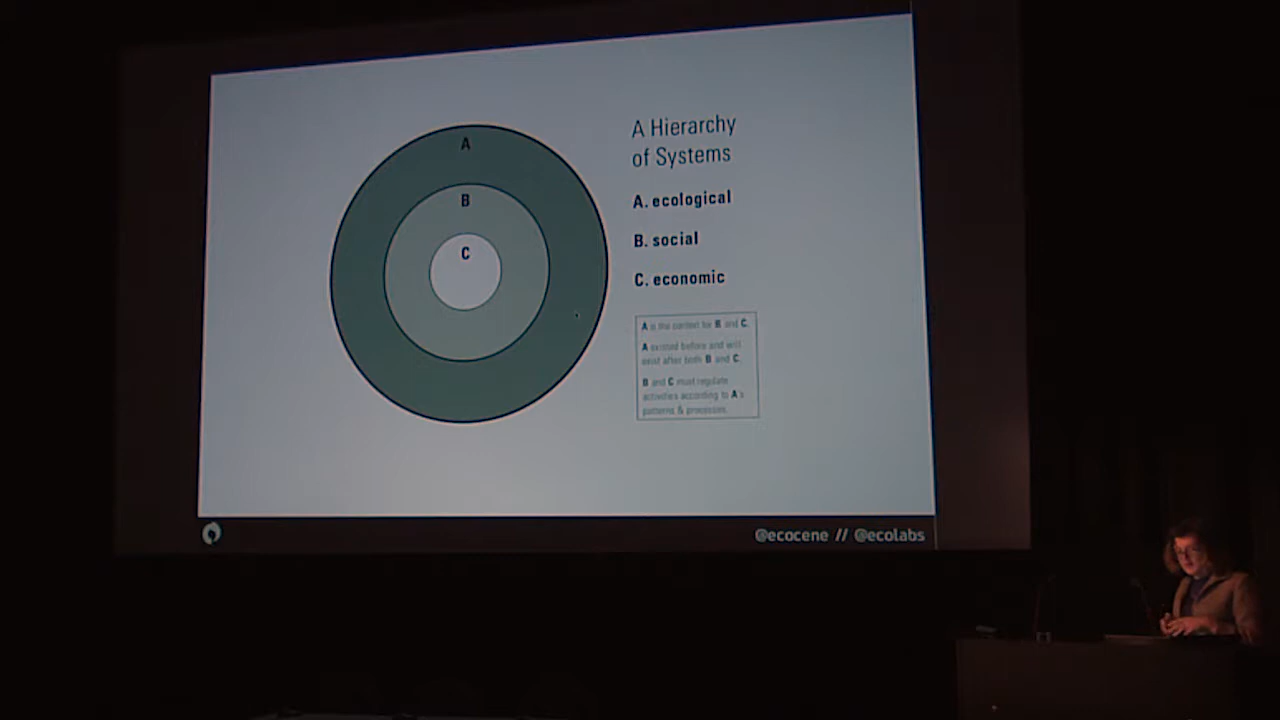 A
B
C
A Hierarchy
of Systems
A. ecological
B. social
C. economic
A is the context for B and C.
A existed before and will
exist after both B and C.
B and C must regulate
activities according to A's
patterns & processes.
@ecocene // @ecolabs